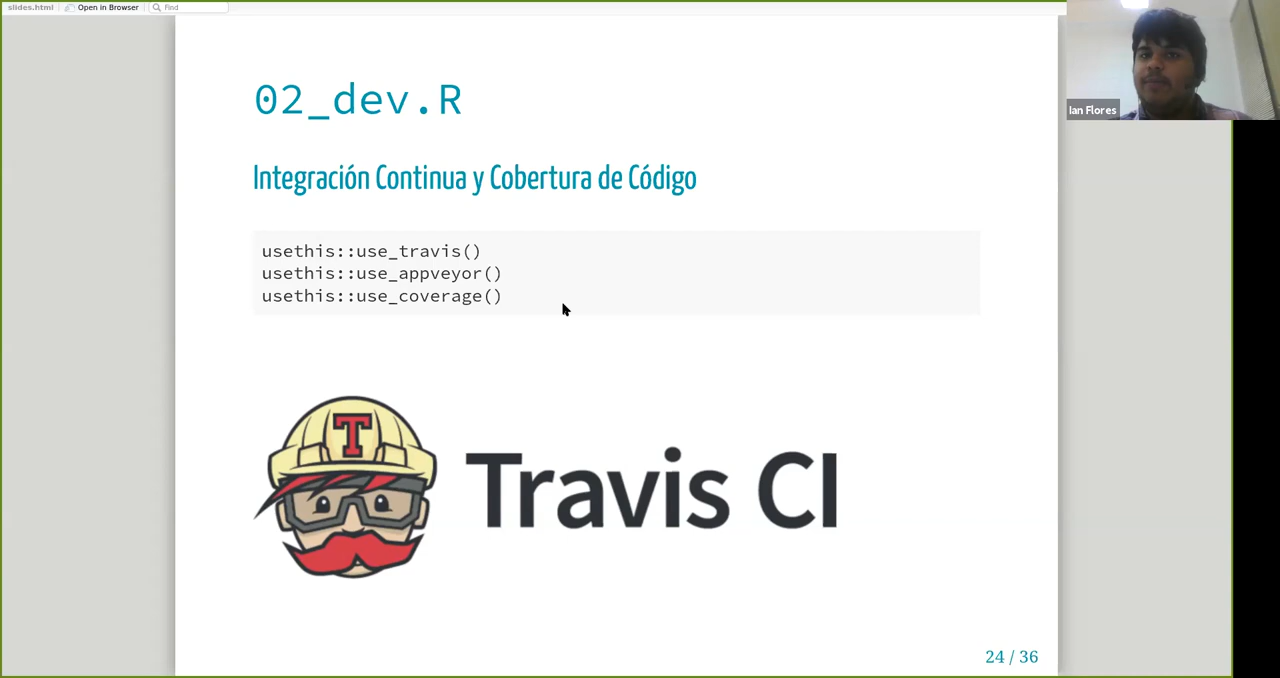 slides.html Open in Browser Find
Ian Flores
02_dev.R
Integración Continua y Cobertura de Código
usethis::use_travis()
usethis::use_appveyor()
usethis::use_coverage()
T
Travis CI
24 / 36